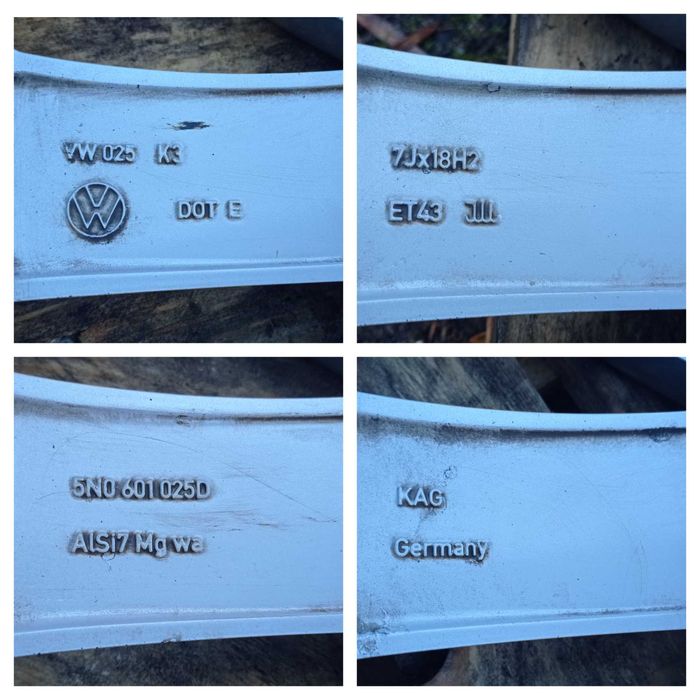 VW 025 K3
DOT E
7Jx18H2
ET43
5N0 601 025D
AlSi7 Mg wa
KAG
Germany